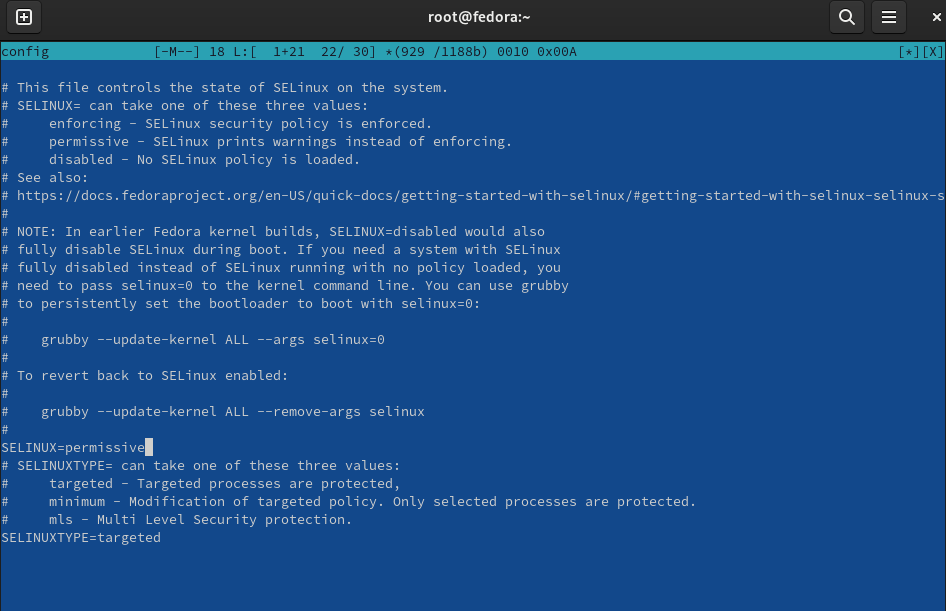 root@fedora:~
config [-M--] 18 L:[ 1+21 22/ 30] *(929 /1188b) 0010 0x00A [*][X]
# This file controls the state of SELinux on the system.
# SELINUX= can take one of these three values:
#     enforcing - SELinux security policy is enforced.
#     permissive - SELinux prints warnings instead of enforcing.
#     disabled - No SELinux policy is loaded.
# See also:
# https://docs.fedoraproject.org/en-US/quick-docs/getting-started-with-selinux/#getting-started-with-selinux-selinux-s
#
# NOTE: In earlier Fedora kernel builds, SELINUX=disabled would also
# fully disable SELinux during boot. If you need a system with SELinux
# fully disabled instead of SELinux running with no policy loaded, you
# need to pass selinux=0 to the kernel command line. You can use grubby
# to persistently set the bootloader to boot with selinux=0:
#
#    grubby --update-kernel ALL --args selinux=0
#
# To revert back to SELinux enabled:
#
#    grubby --update-kernel ALL --remove-args selinux
#
SELINUX=permissive
# SELINUXTYPE= can take one of these three values:
#     targeted - Targeted processes are protected,
#     minimum - Modification of targeted policy. Only selected processes are protected.
#     mls - Multi Level Security protection.
SELINUXTYPE=targeted